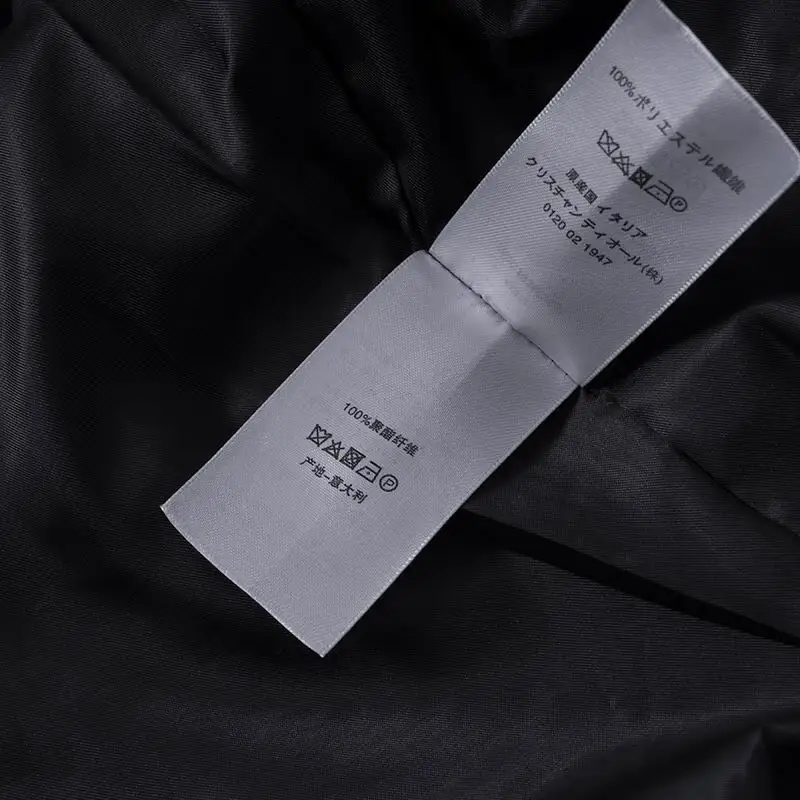 100%ポリエステル繊維
P
原産国 イタリア
クリスチャン ディオール(株)
0120 02 1947
100%聚酯纤维
P
产地-意大利